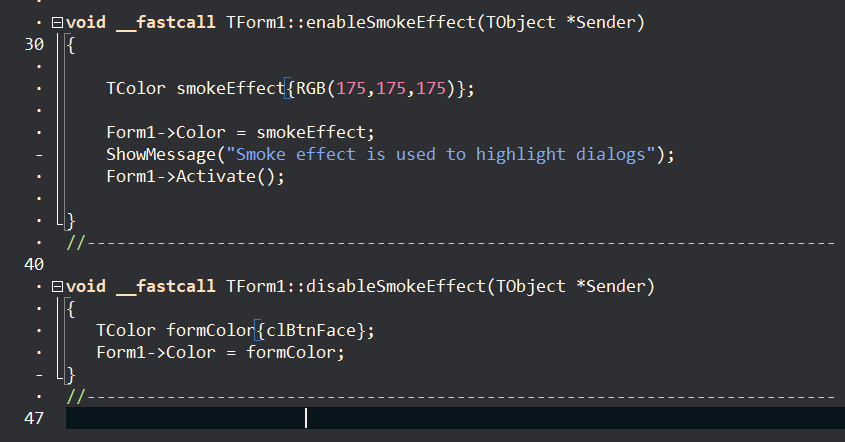 void __fastcall TForm1::enableSmokeEffect(TObject *Sender)
30 {
TColor smokeEffect{RGB(175,175,175)};
Form1->Color = smokeEffect;
ShowMessage("Smoke effect is used to highlight dialogs");
Form1->Activate();
}
//---------------------------------------------------------------------------
40
void __fastcall TForm1::disableSmokeEffect(TObject *Sender)
{
TColor formColor{clBtnFace};
Form1->Color = formColor;
}
//---------------------------------------------------------------------------
47